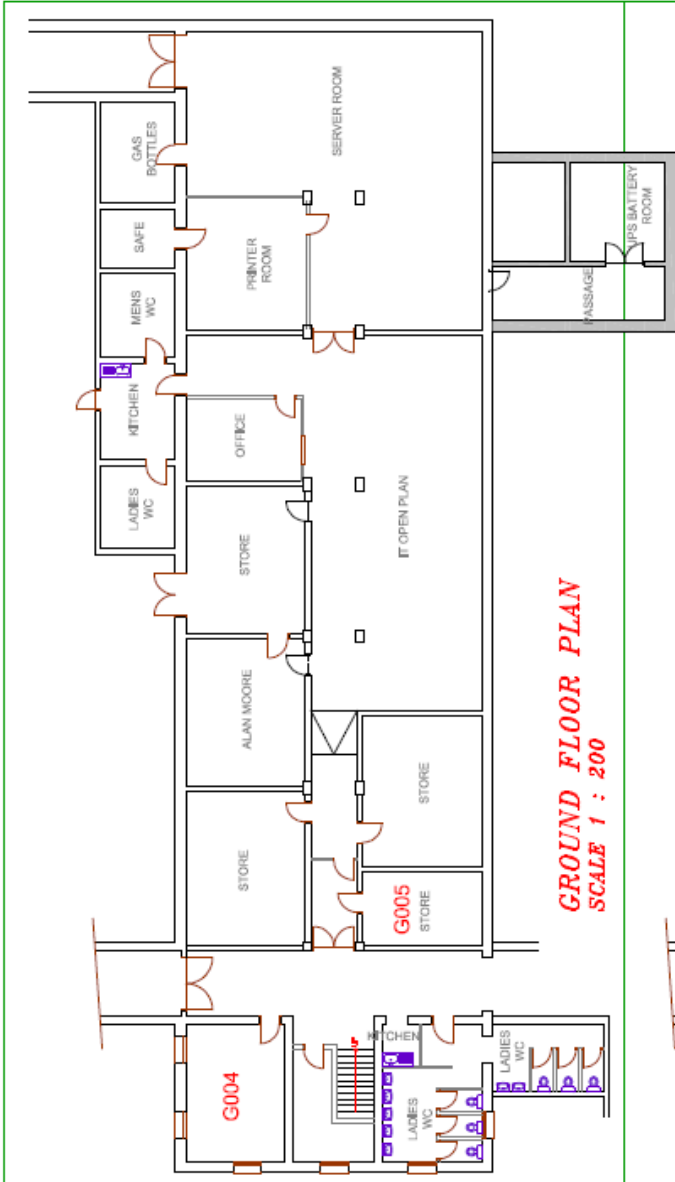 GAS
BOTTLES
SERVER ROOM
SAFE
PRINTER
ROOM
UPS BATTERY
ROOM
MENS
WC
PASSAGE
KITCHEN
OFFICE
LADIES
WC
STORE
IT OPEN PLAN
ALAN MOORE
STORE
STORE
G005
STORE
GROUND FLOOR PLAN
SCALE 1 : 200
G004
UP
KITCHEN
LADIES
WC
LADIES
WC